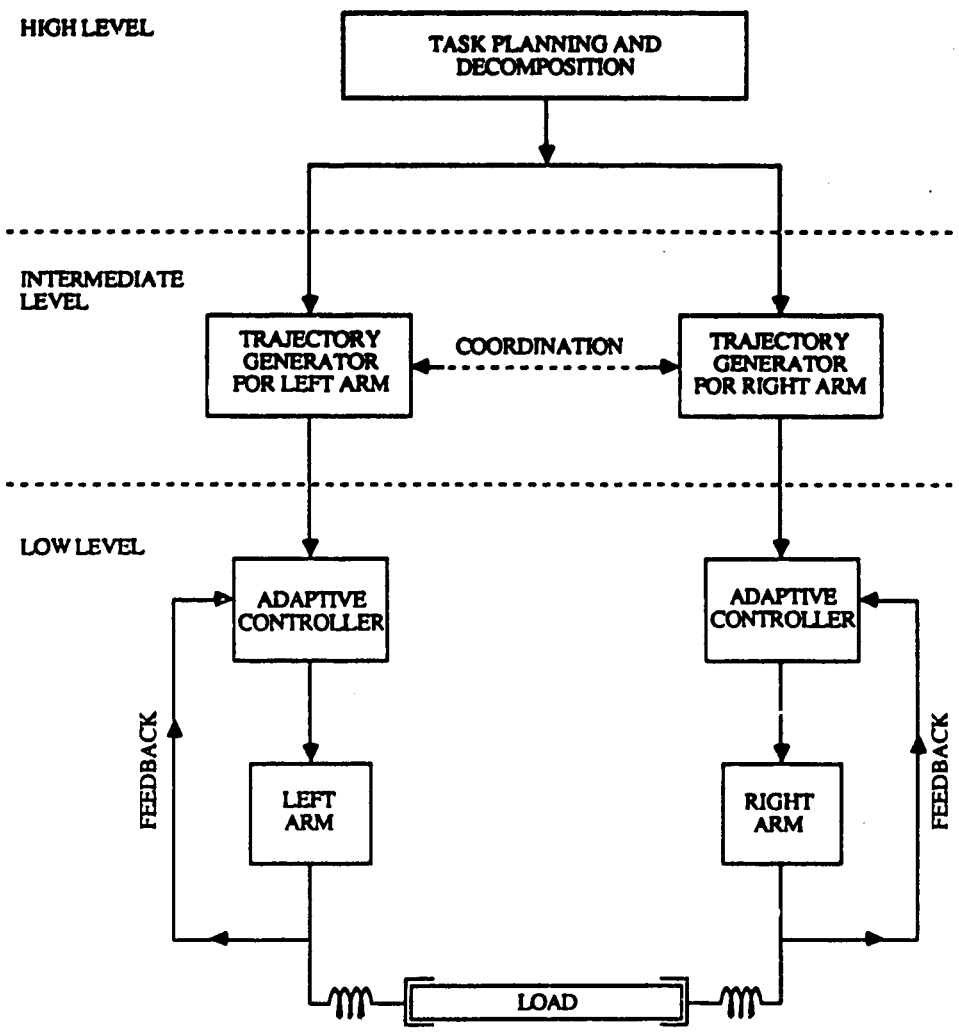 HIGH LEVEL
TASK PLANNING AND
DECOMPOSITION
INTERMEDIATE
LEVEL
TRAJECTORY
GENERATOR
FOR LEFT ARM
COORDINATION
TRAJECTORY
GENERATOR
FOR RIGHT ARM
LOW LEVEL
ADAPTIVE
CONTROLLER
ADAPTIVE
CONTROLLER
FEEDBACK
LEFT
ARM
RIGHT
ARM
FEEDBACK
LOAD